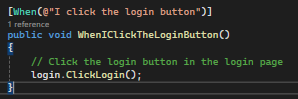 [When(@"I click the login button")]
1 reference
public void WhenIClickTheLoginButton()
{
// Click the login button in the login page
login.ClickLogin();
}